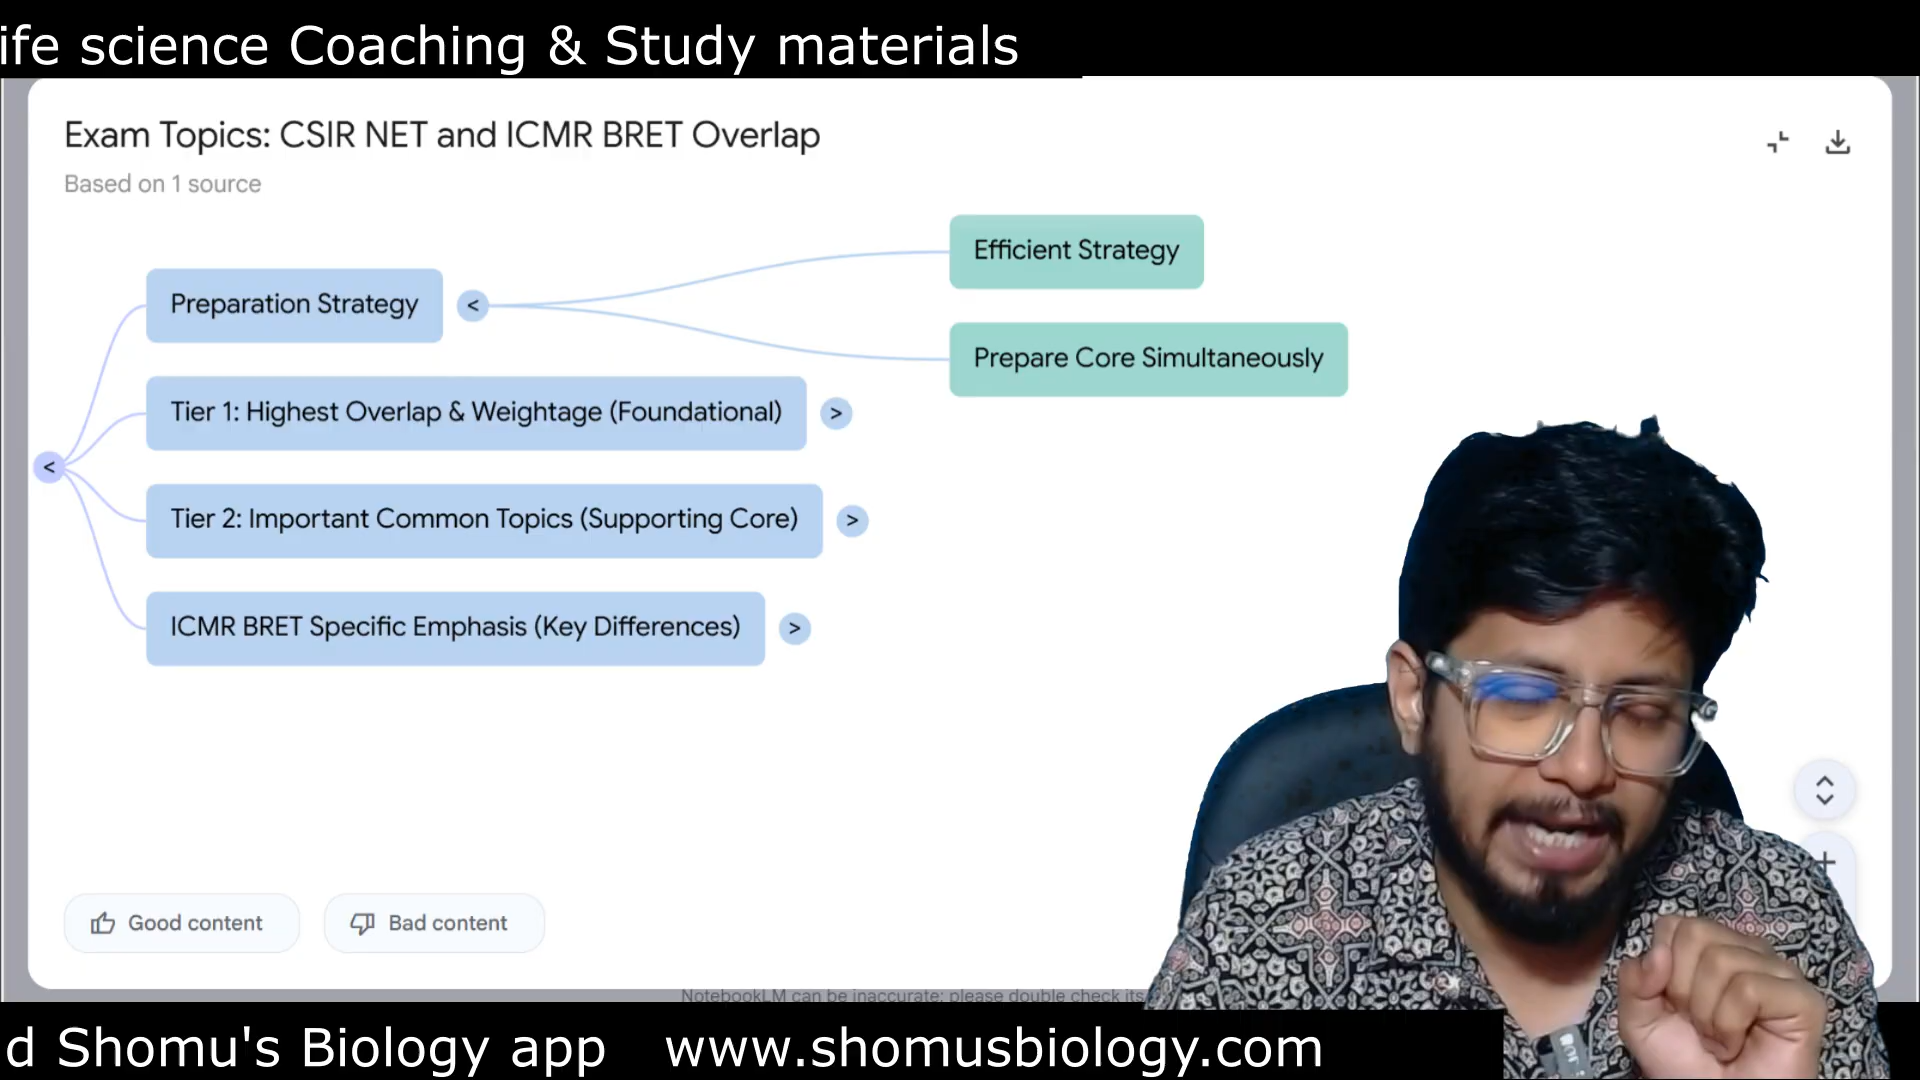 ife science Coaching & Study materials
Exam Topics: CSIR NET and ICMR BRET Overlap
Based on 1 source
Efficient Strategy
Preparation Strategy
<
Prepare Core Simultaneously
Tier 1: Highest Overlap & Weightage (Foundational)
>
<
Tier 2: Important Common Topics (Supporting Core)
>
ICMR BRET Specific Emphasis (Key Differences)
>
Good content
Bad content
NotebookLM can be inaccurate; please double check its
d Shomu's Biology app www.shomusbiology.com